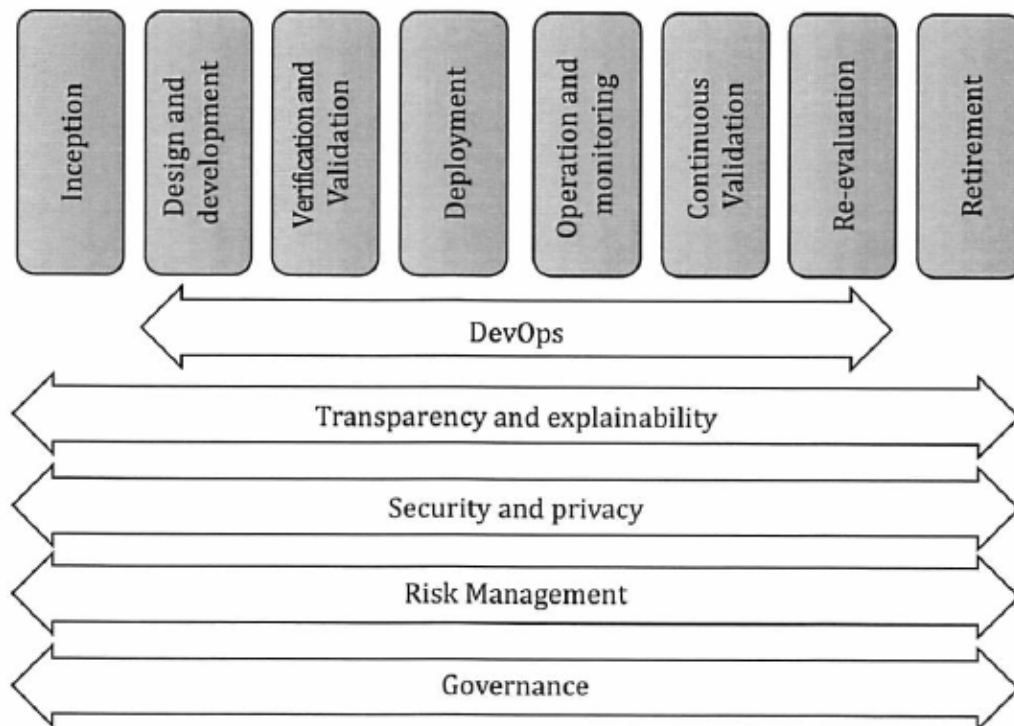 Inception
Design and
development
Verification and
Validation
Deployment
Operation and
monitoring
Continuous
Validation
Re-evaluation
Retirement
DevOps
Transparency and explainability
Security and privacy
Risk Management
Governance